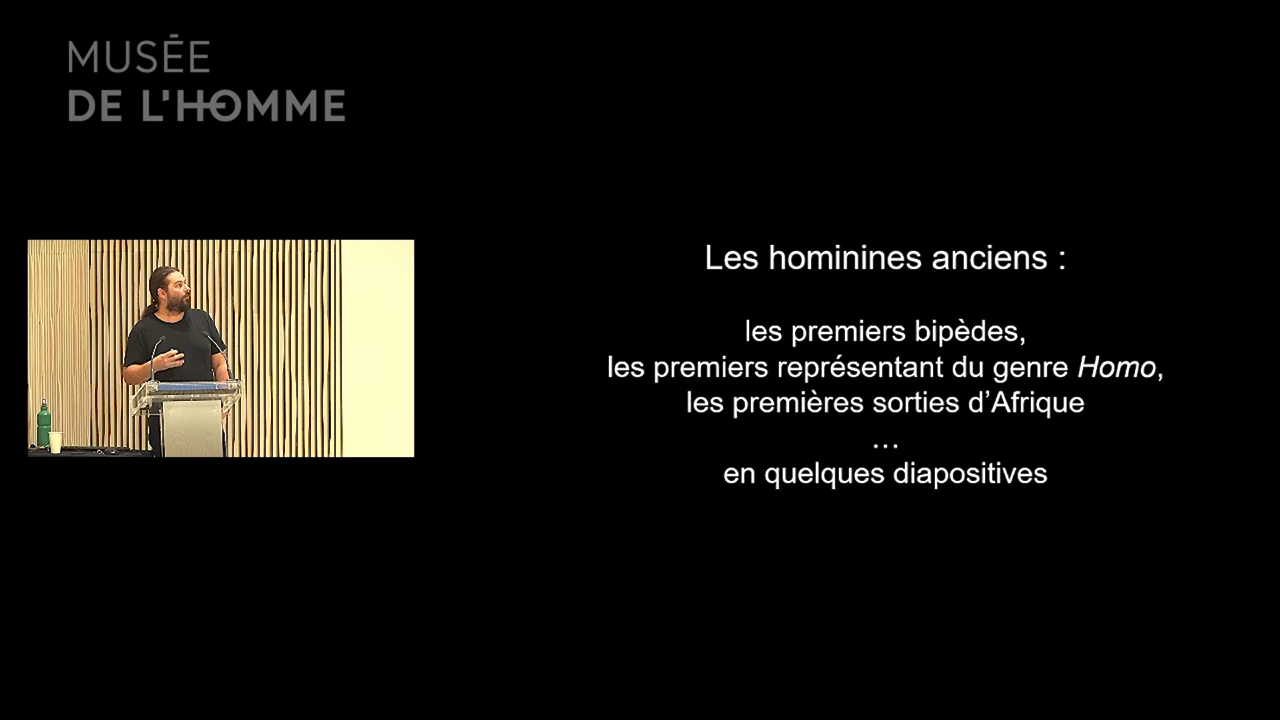 MUSÉE
DE L'HOMME
Les hominines anciens :
les premiers bipèdes,
les premiers représentant du genre Homo,
les premières sorties d’Afrique
…
en quelques diapositives